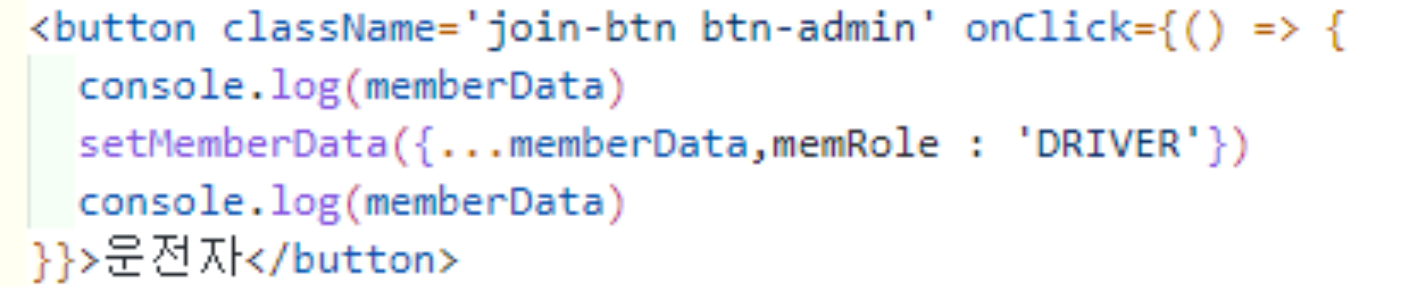 <button className='join-btn btn-admin' onClick={() => {
console.log(memberData)
setMemberData({...memberData,memRole : 'DRIVER'})
console.log(memberData)
}}>운전자</button>